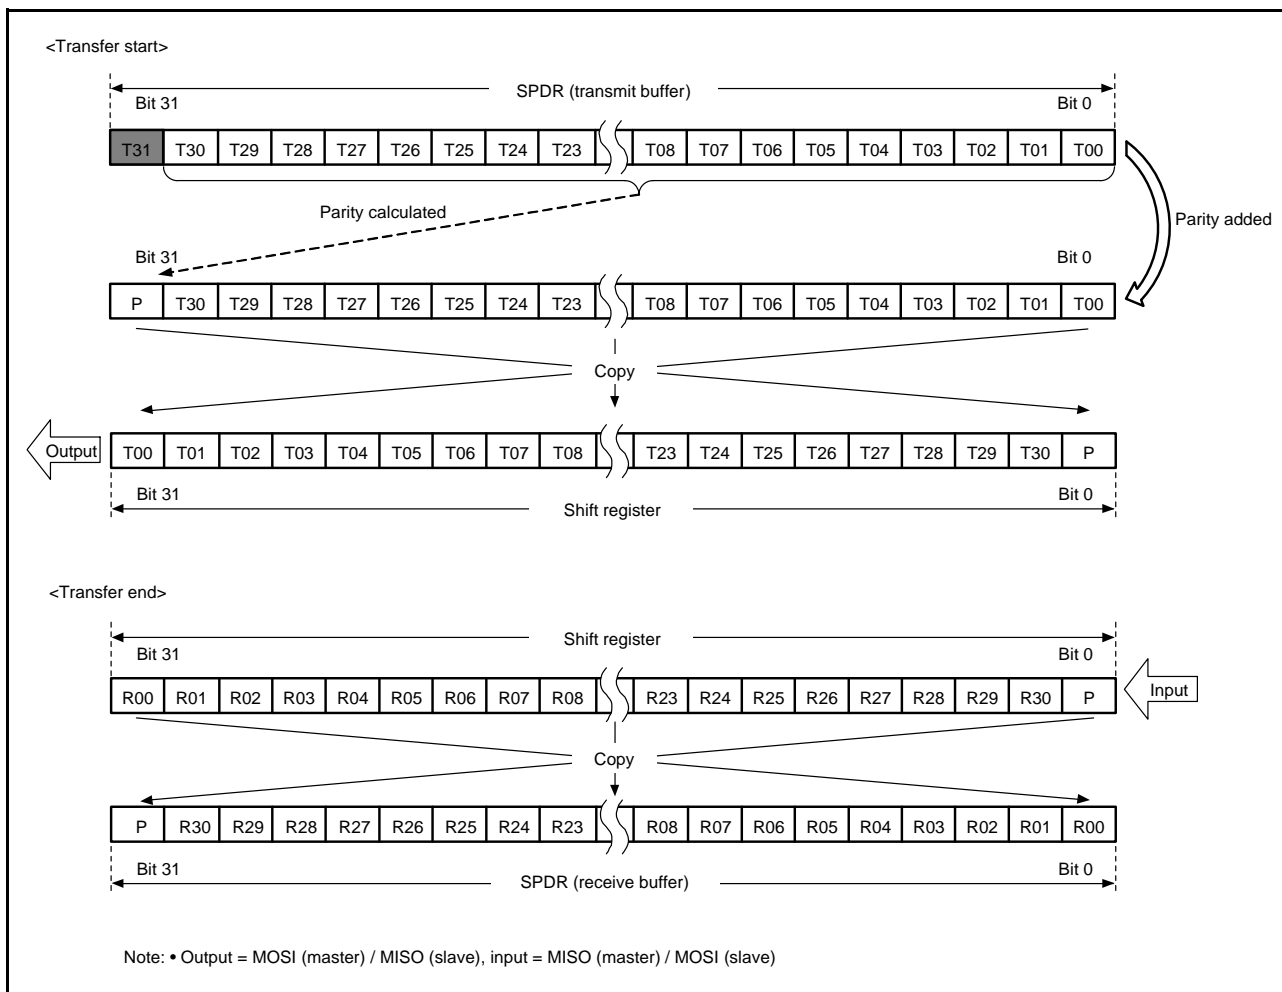 <Transfer start>
SPDR (transmit buffer)
Bit 31 Bit 0
T31 T30 T29 T28 T27 T26 T25 T24 T23 T08 T07 T06 T05 T04 T03 T02 T01 T00
Parity calculated
Parity added
Bit 31 Bit 0
P T30 T29 T28 T27 T26 T25 T24 T23 T08 T07 T06 T05 T04 T03 T02 T01 T00
Copy
Output T00 T01 T02 T03 T04 T05 T06 T07 T08 T23 T24 T25 T26 T27 T28 T29 T30 P
Bit 31 Bit 0
Shift register
<Transfer end>
Shift register
Bit 31 Bit 0
R00 R01 R02 R03 R04 R05 R06 R07 R08 R23 R24 R25 R26 R27 R28 R29 R30 P Input
Copy
P R30 R29 R28 R27 R26 R25 R24 R23 R08 R07 R06 R05 R04 R03 R02 R01 R00
Bit 31 Bit 0
SPDR (receive buffer)
Note: • Output = MOSI (master) / MISO (slave), input = MISO (master) / MOSI (slave)